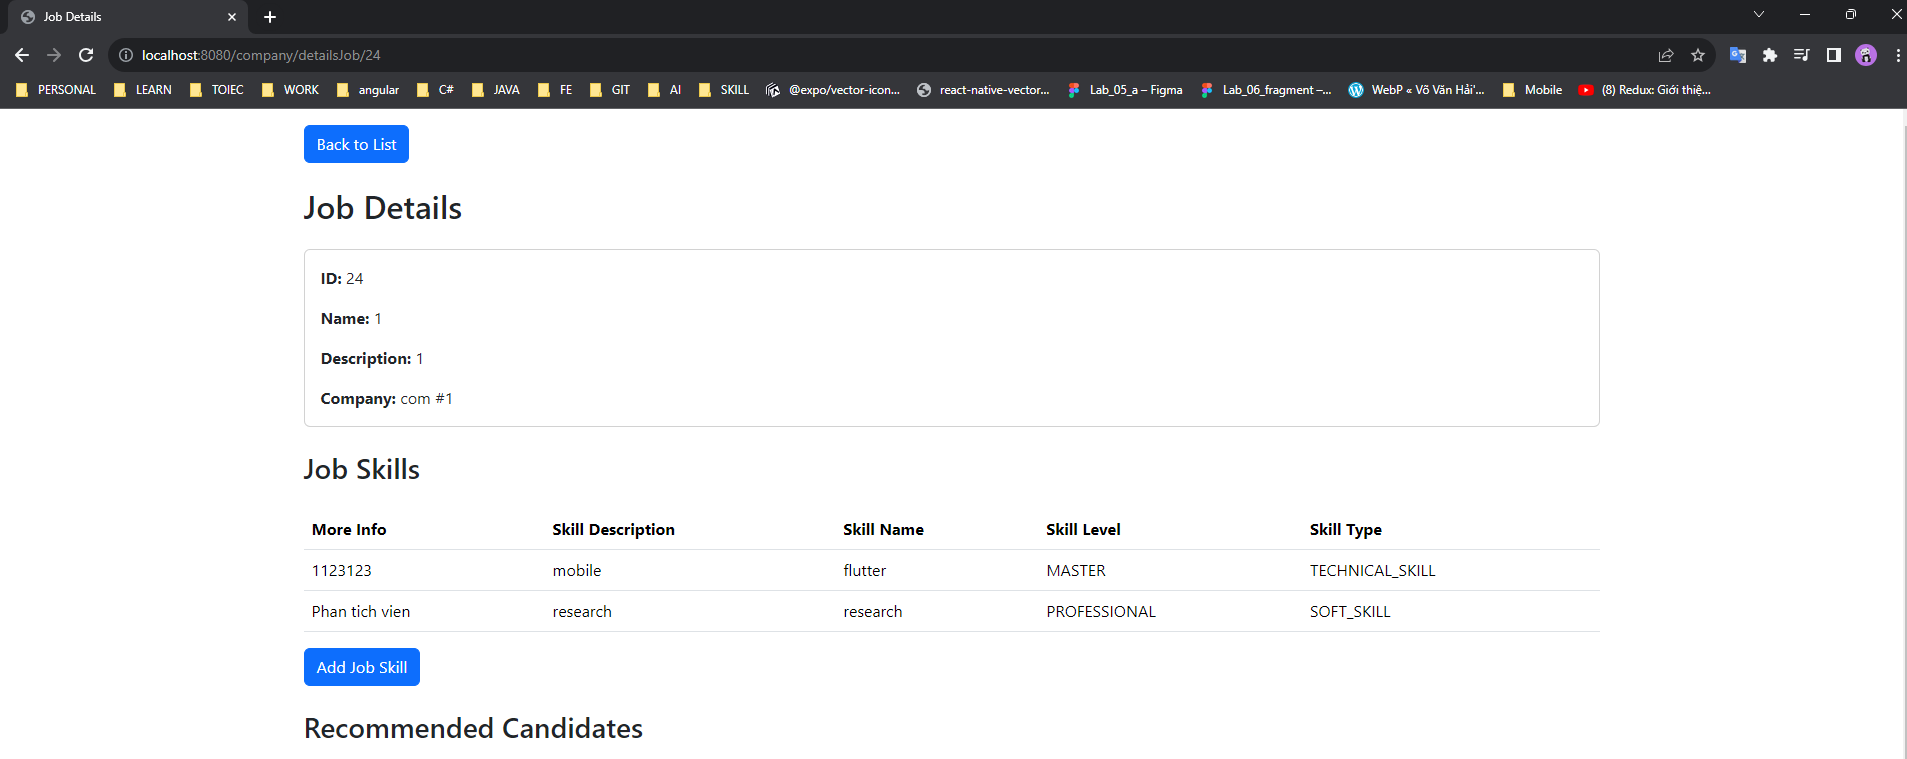 Job Details
localhost:8080/company/detailsJob/24
PERSONAL LEARN TOIEC WORK angular C# JAVA FE GIT AI SKILL @expo/vector-icon... react-native-vector... Lab_05_a – Figma Lab_06_fragment –... WebP « Võ Văn Hải'... Mobile (8) Redux: Giới thiệ...
Back to List
Job Details
ID: 24
Name: 1
Description: 1
Company: com #1
Job Skills
More Info Skill Description Skill Name Skill Level Skill Type
1123123 mobile flutter MASTER TECHNICAL_SKILL
Phan tich vien research research PROFESSIONAL SOFT_SKILL
Add Job Skill
Recommended Candidates